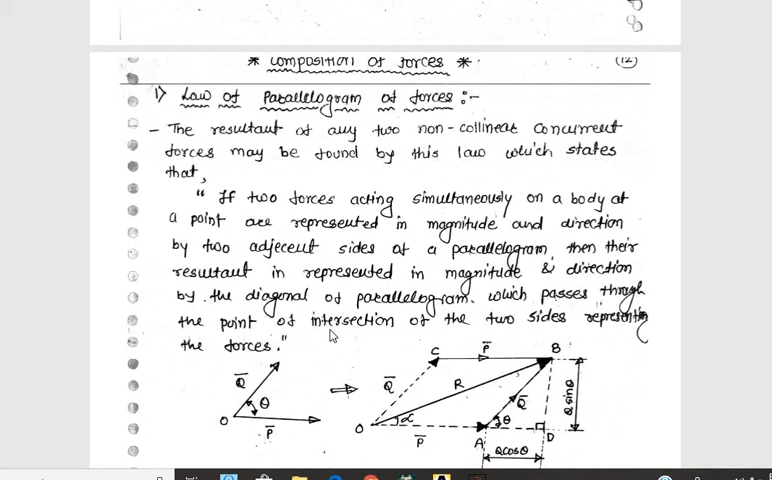 * Composition of forces *
(12)
1) Law of Parallelogram of forces :-
- The resultant of any two non-collinear concurrent
forces may be found by this law which states
that,
" If two forces acting simultaneously on a body at
a point are represented in magnitude and direction
by two adjecent sides of a parallelogram, then their
resultant in represented in magnitude & direction
by the diagonal of parallelogram. which passes through
the point of intersection of the two sides representing
the forces."
Q θ O P
C P B Q R Q Q sinθ
O α P A θ D
Q cosθ